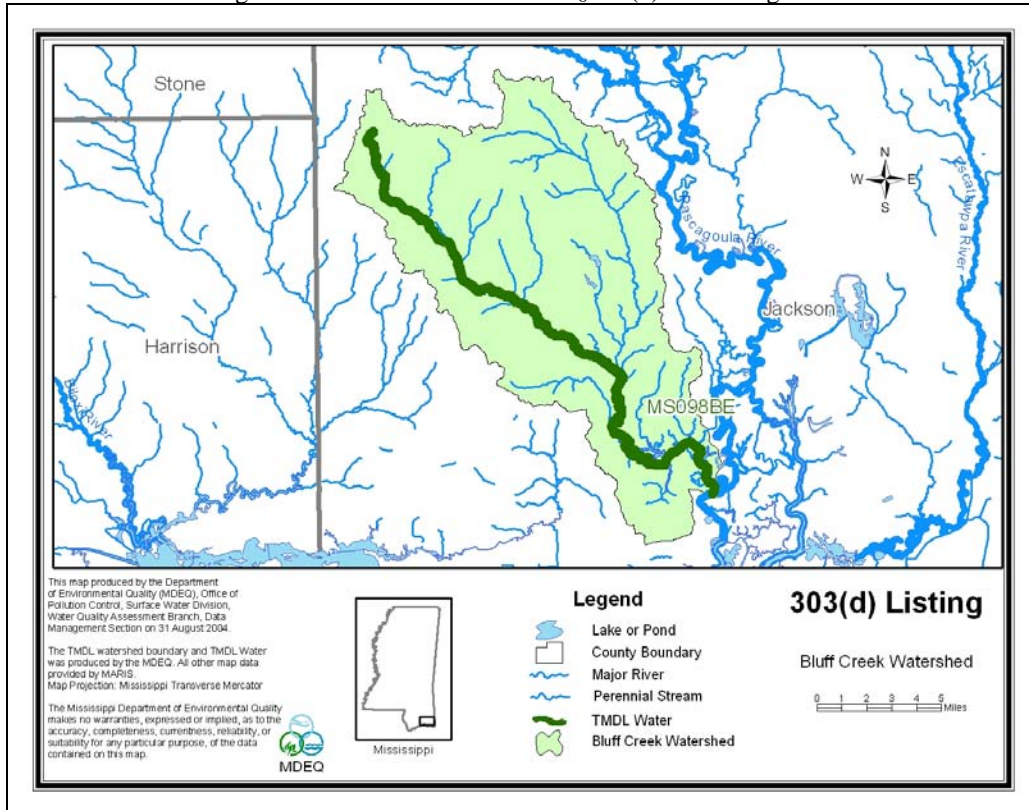 Stone
Harrison
Jackson
Biloxi River
Pascagoula River
MS098BE
N
W E
S
This map produced by the Department
of Environmental Quality (MDEQ), Office of
Pollution Control, Surface Water Division,
Water Quality Assessment Branch, Data
Management Section on 31 August 2004.
The TMDL watershed boundary and TMDL Water
was produced by the MDEQ. All other map data
provided by MARIS.
Map Projection: Mississippi Transverse Mercator
The Mississippi Department of Environmental Quality
makes no warranties, expressed or implied, as to the
accuracy, completeness, currentness, reliability, or
suitability for any particular purpose, of the data
contained on this map.
MDEQ
Mississippi
Legend
Lake or Pond
County Boundary
Major River
Perennial Stream
TMDL Water
Bluff Creek Watershed
303(d) Listing
Bluff Creek Watershed
0 1 2 3 4 5
Miles